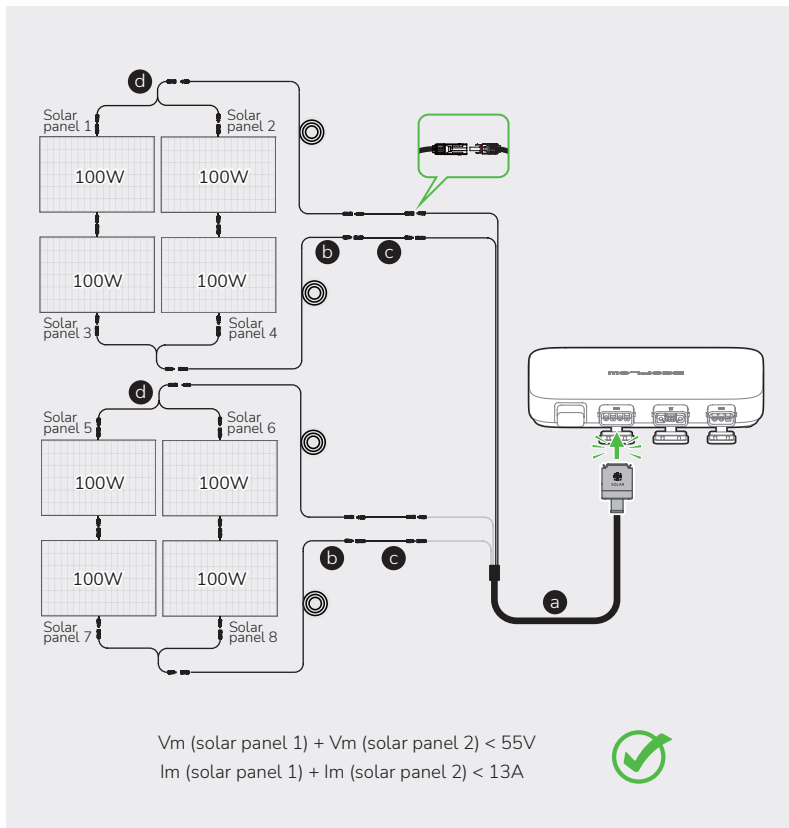 d
Solar
panel 1
Solar
panel 2
100W
100W
b
c
100W
100W
Solar
panel 3
Solar
panel 4
ECOFLOW
d
Solar
panel 5
Solar
panel 6
100W
100W
SOLAR
b
c
100W
100W
a
Solar
panel 7
Solar
panel 8
Vm (solar panel 1) + Vm (solar panel 2) < 55V
Im (solar panel 1) + Im (solar panel 2) < 13A